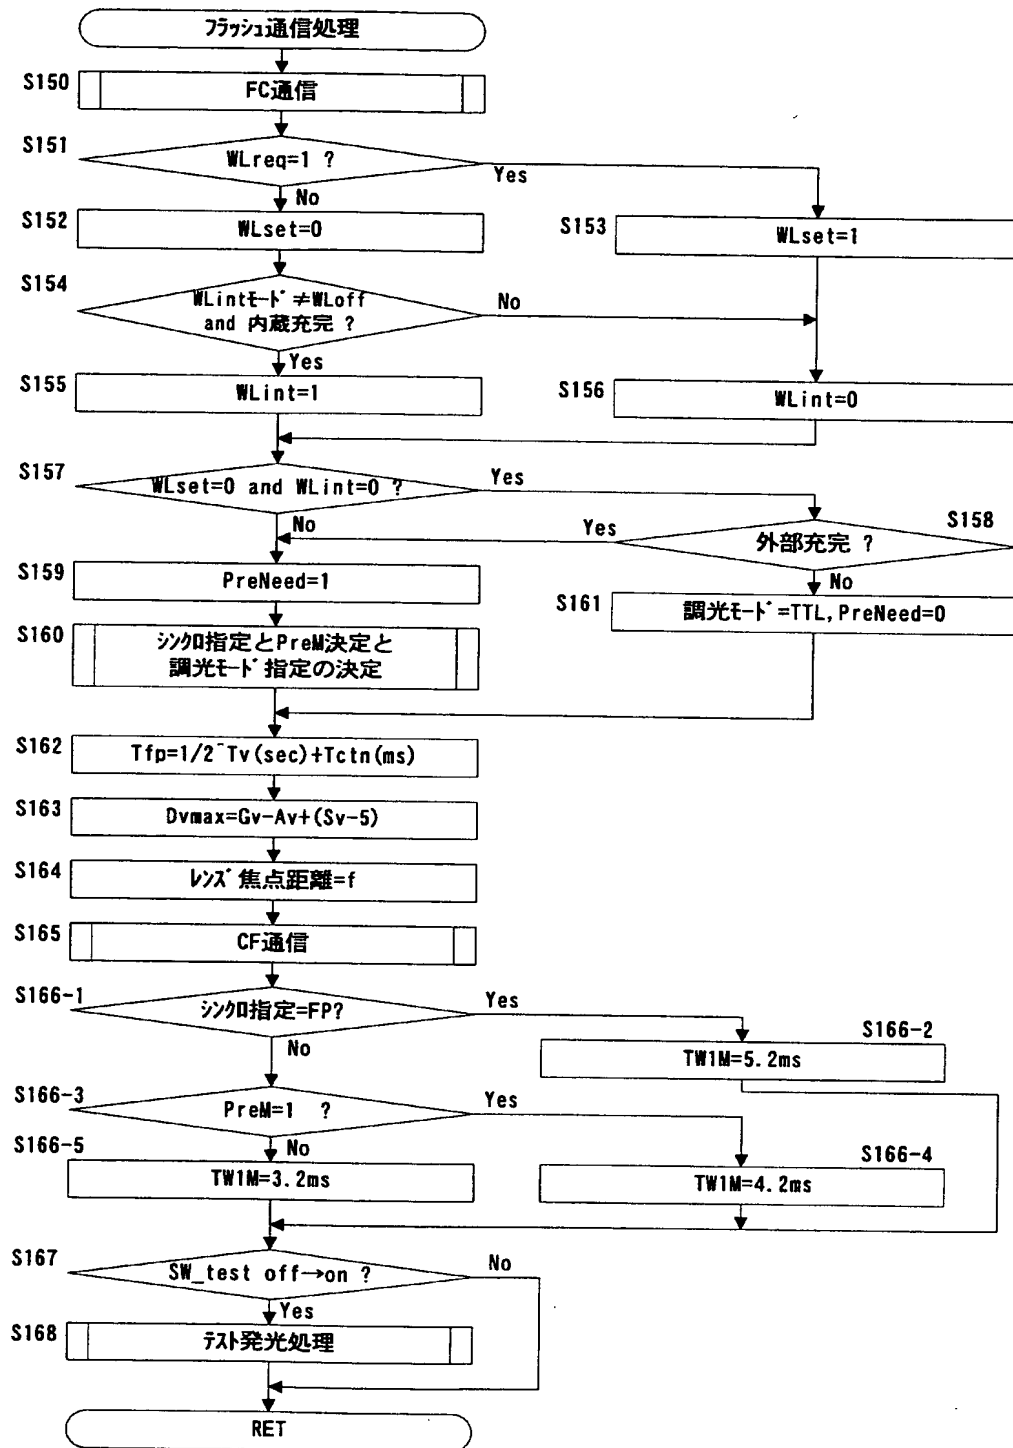 フラッシュ通信処理
S150
FC通信
S151
WLreq=1 ?
Yes
No
S152
WLset=0
S153
WLset=1
S154
WLintモード≠WLoff
and 内蔵充完 ?
No
Yes
S155
WLint=1
S156
WLint=0
S157
WLset=0 and WLint=0 ?
Yes
No
S158
外部充完 ?
Yes
No
S159
PreNeed=1
S161
調光モード=TTL,PreNeed=0
S160
シンクロ指定とPreM決定と
調光モード指定の決定
S162
Tfp=1/2^Tv(sec)+Tctn(ms)
S163
Dvmax=Gv-Av+(Sv-5)
S164
レンズ焦点距離=f
S165
CF通信
S166-1
シンクロ指定=FP?
Yes
No
S166-2
TW1M=5.2ms
S166-3
PreM=1 ?
Yes
No
S166-5
TW1M=3.2ms
S166-4
TW1M=4.2ms
S167
SW_test off→on ?
No
Yes
S168
テスト発光処理
RET